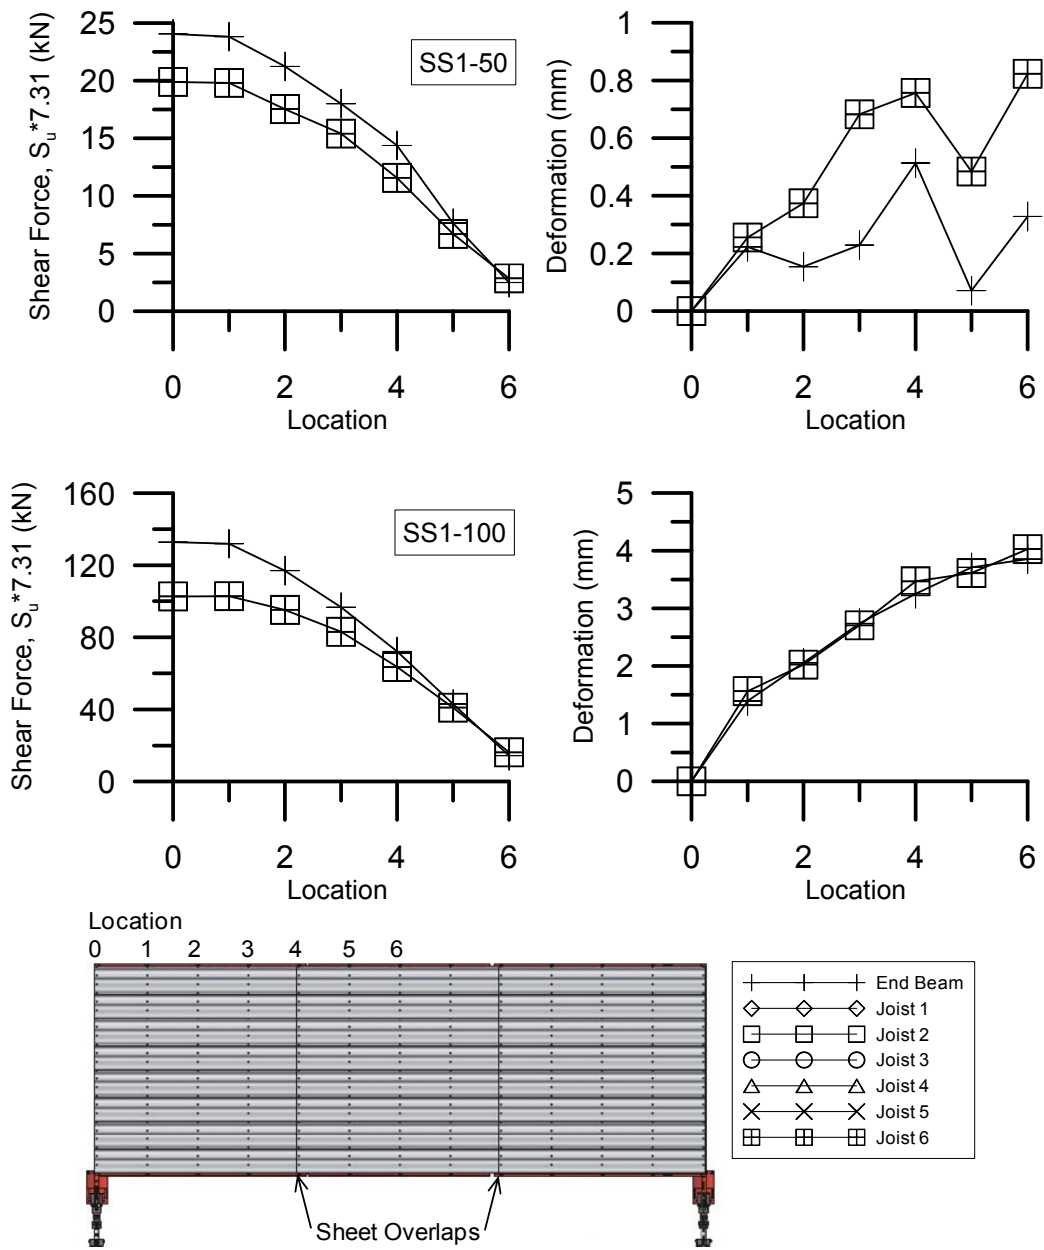 25
20
15
10
5
0
Shear Force, Su*7.31 (kN)
SS1-50
0 2 4 6
Location
1
0.8
0.6
0.4
0.2
0
Deformation (mm)
0 2 4 6
Location
160
120
80
40
0
Shear Force, Su*7.31 (kN)
SS1-100
0 2 4 6
Location
5
4
3
2
1
0
Deformation (mm)
0 2 4 6
Location
Location
0 1 2 3 4 5 6
Sheet Overlaps
End Beam
Joist 1
Joist 2
Joist 3
Joist 4
Joist 5
Joist 6